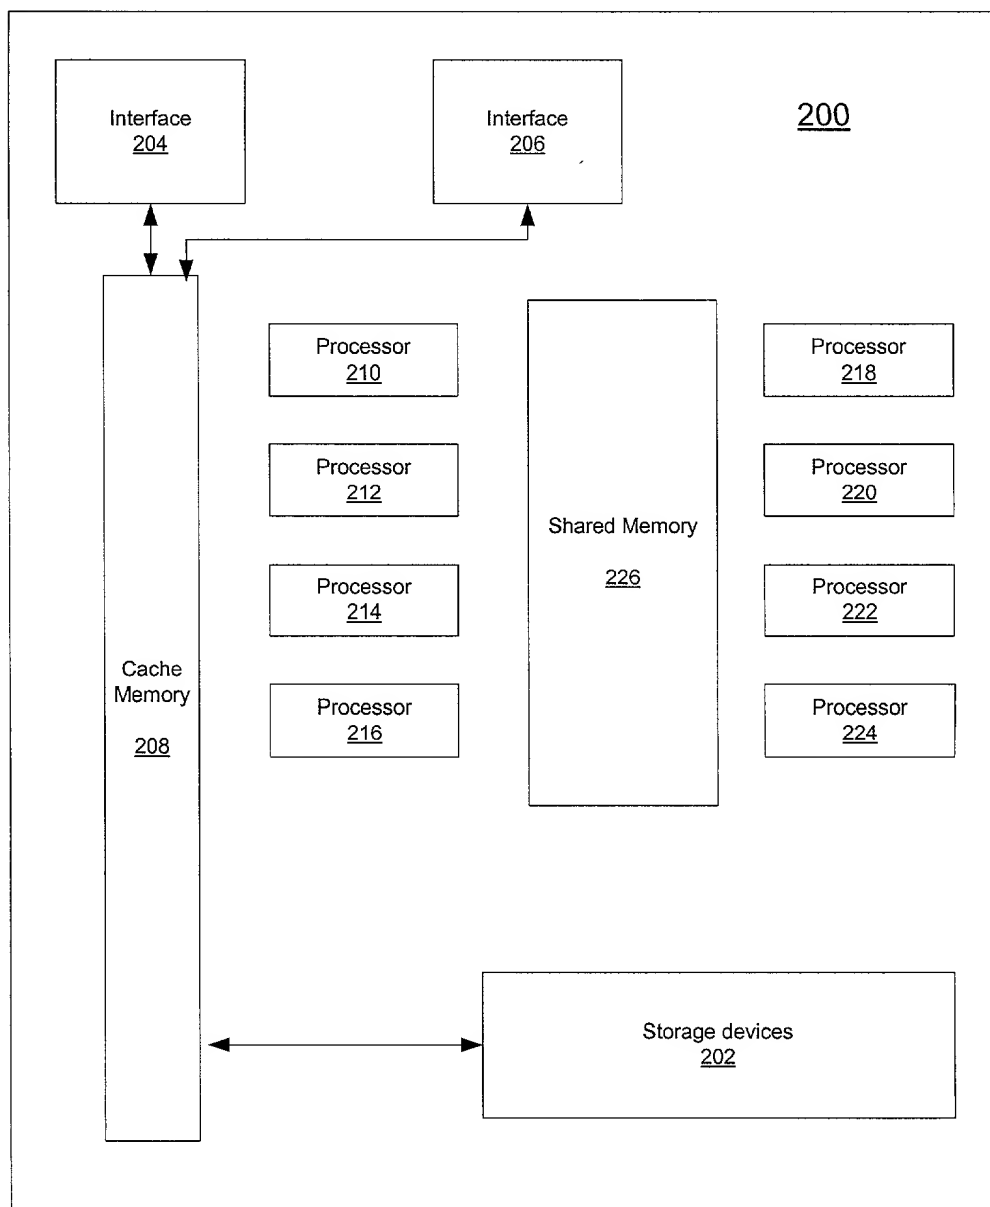 Interface
204
Interface
206
200
Processor
210
Processor
212
Processor
214
Processor
216
Shared Memory
226
Processor
218
Processor
220
Processor
222
Processor
224
Cache
Memory
208
Storage devices
202